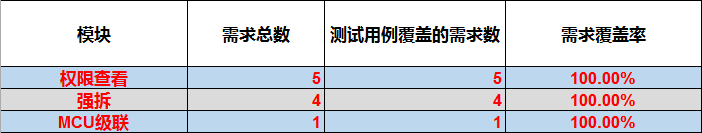 模块 需求总数 测试用例覆盖的需求数 需求覆盖率
权限查看 5 5 100.00%
强拆 4 4 100.00%
MCU级联 1 1 100.00%